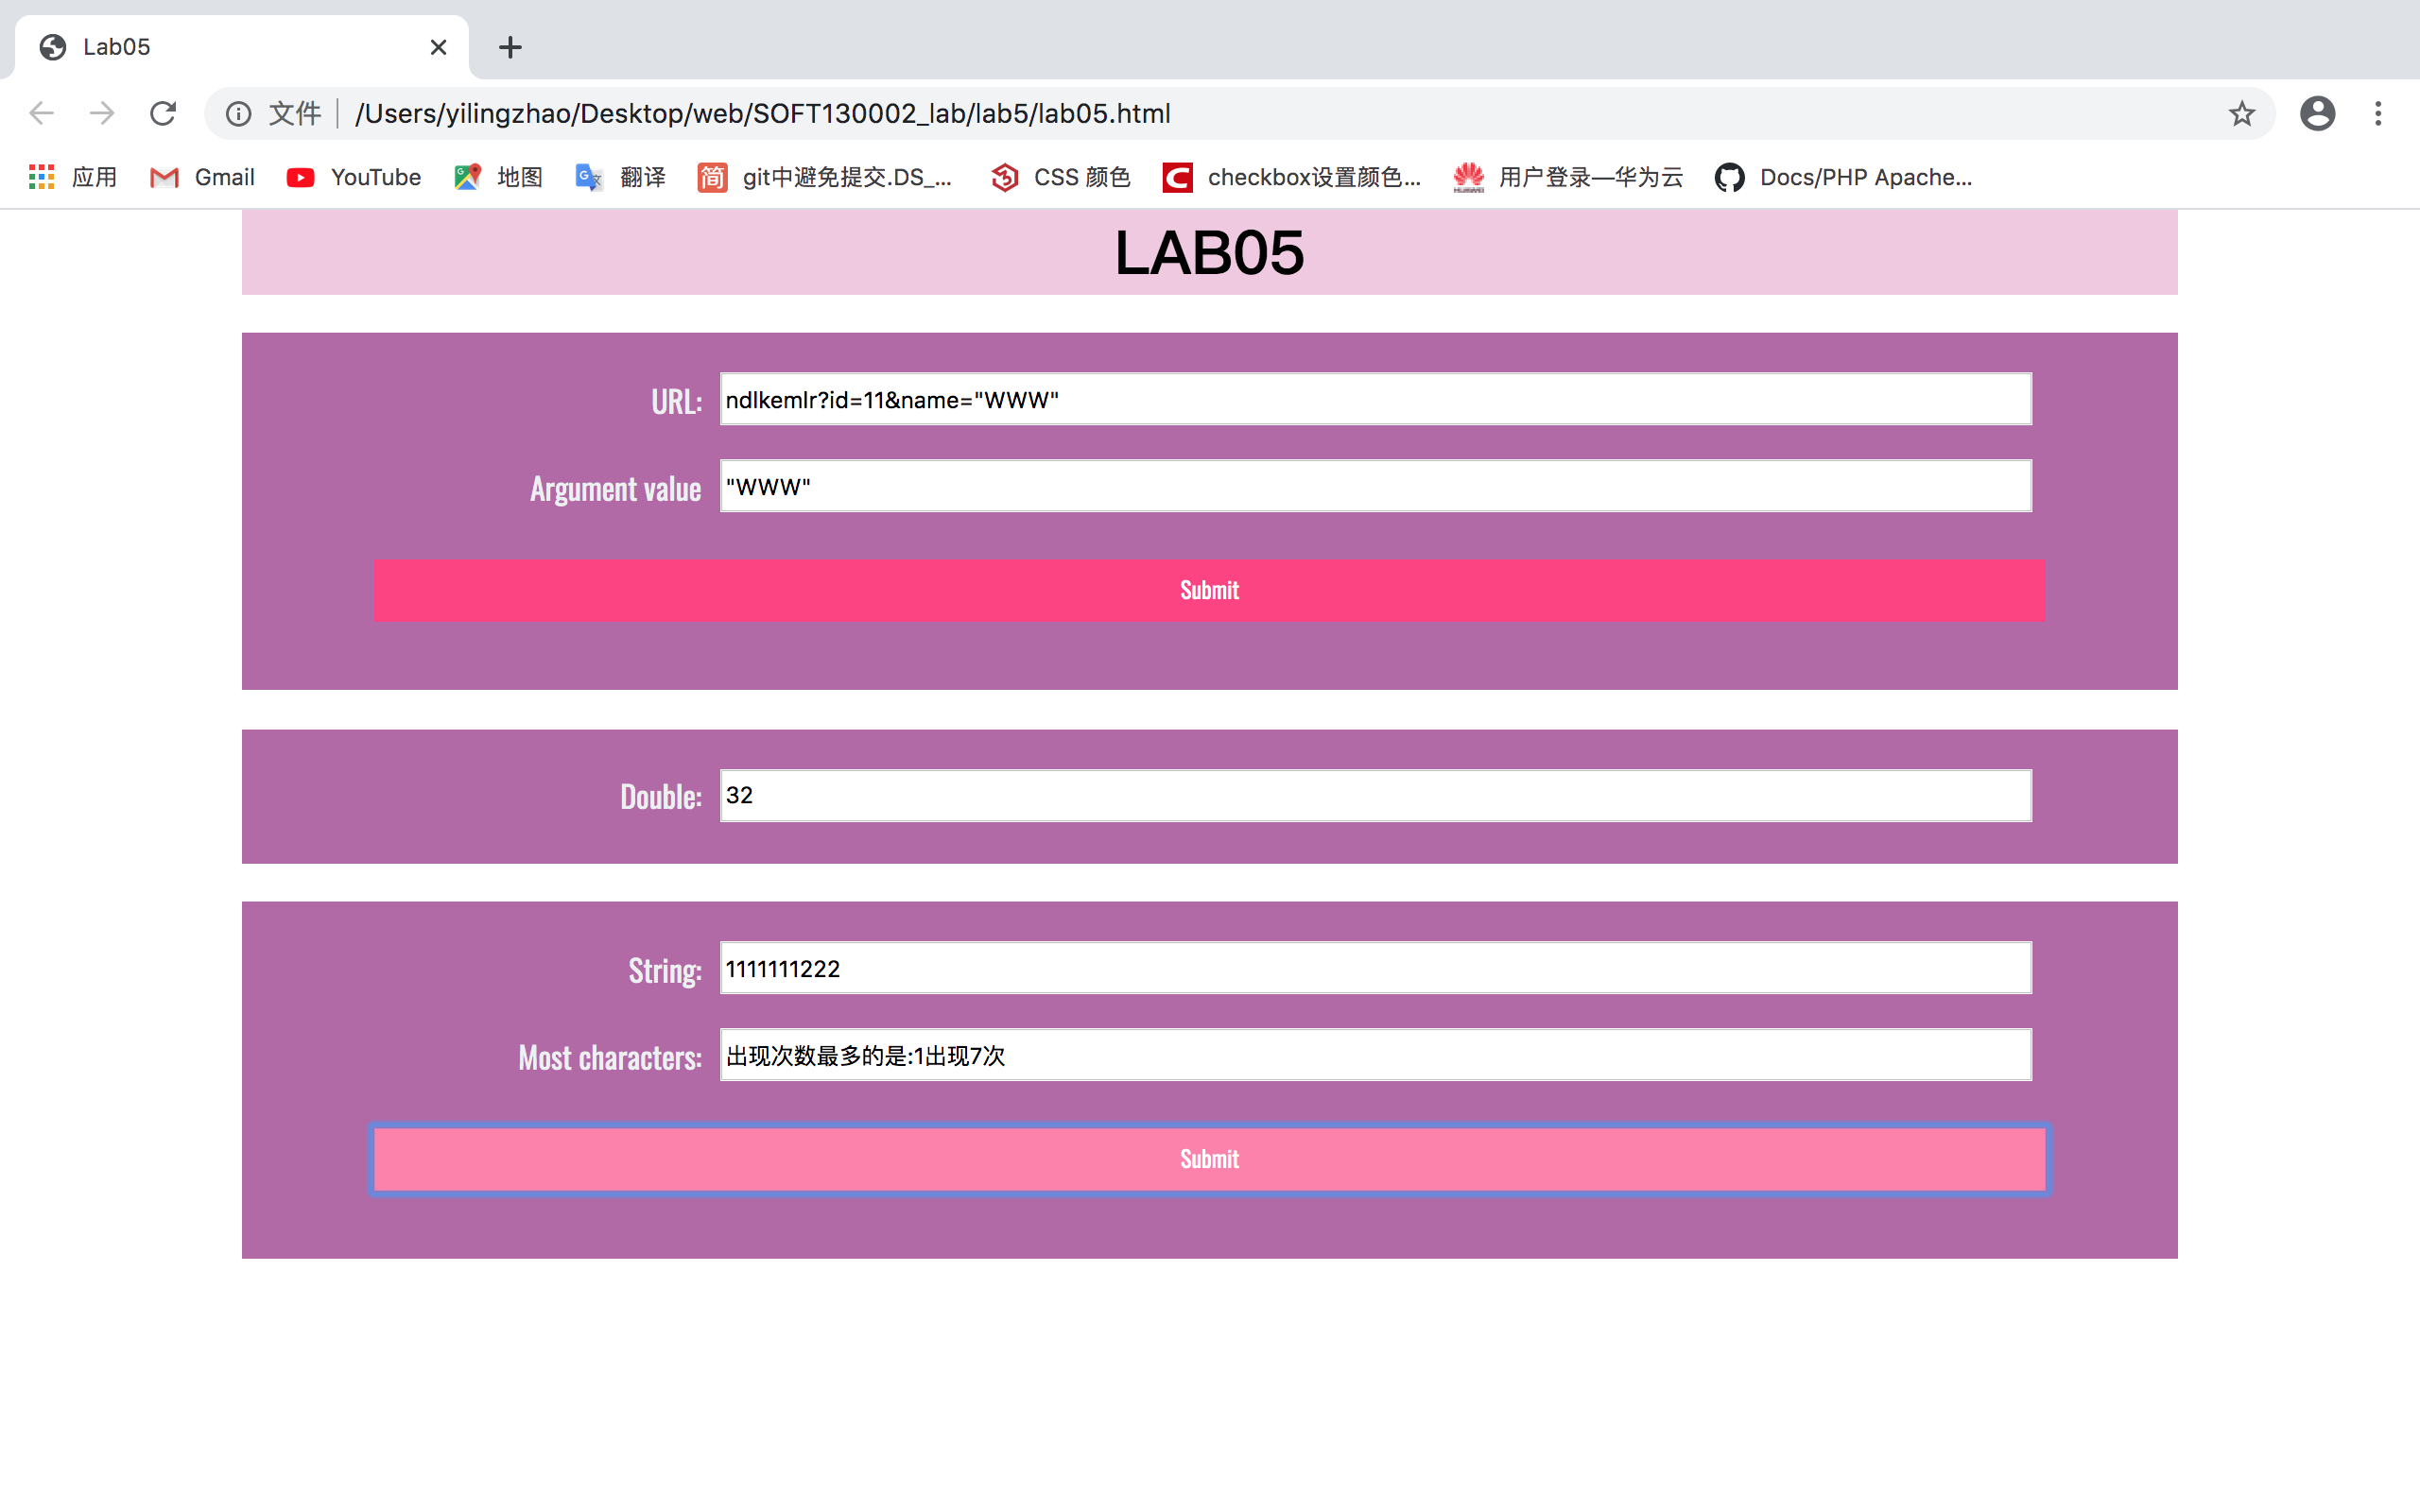 Lab05
文件 /Users/yilingzhao/Desktop/web/SOFT130002_lab/lab5/lab05.html
应用 Gmail YouTube 地图 翻译 简 git中避免提交.DS_... CSS 颜色 checkbox设置颜色... HUAWEI 用户登录—华为云 Docs/PHP Apache...
LAB05
URL: ndlkemlr?id=11&name="WWW"
Argument value "WWW"
Submit
Double: 32
String: 1111111222
Most characters: 出现次数最多的是:1出现7次
Submit